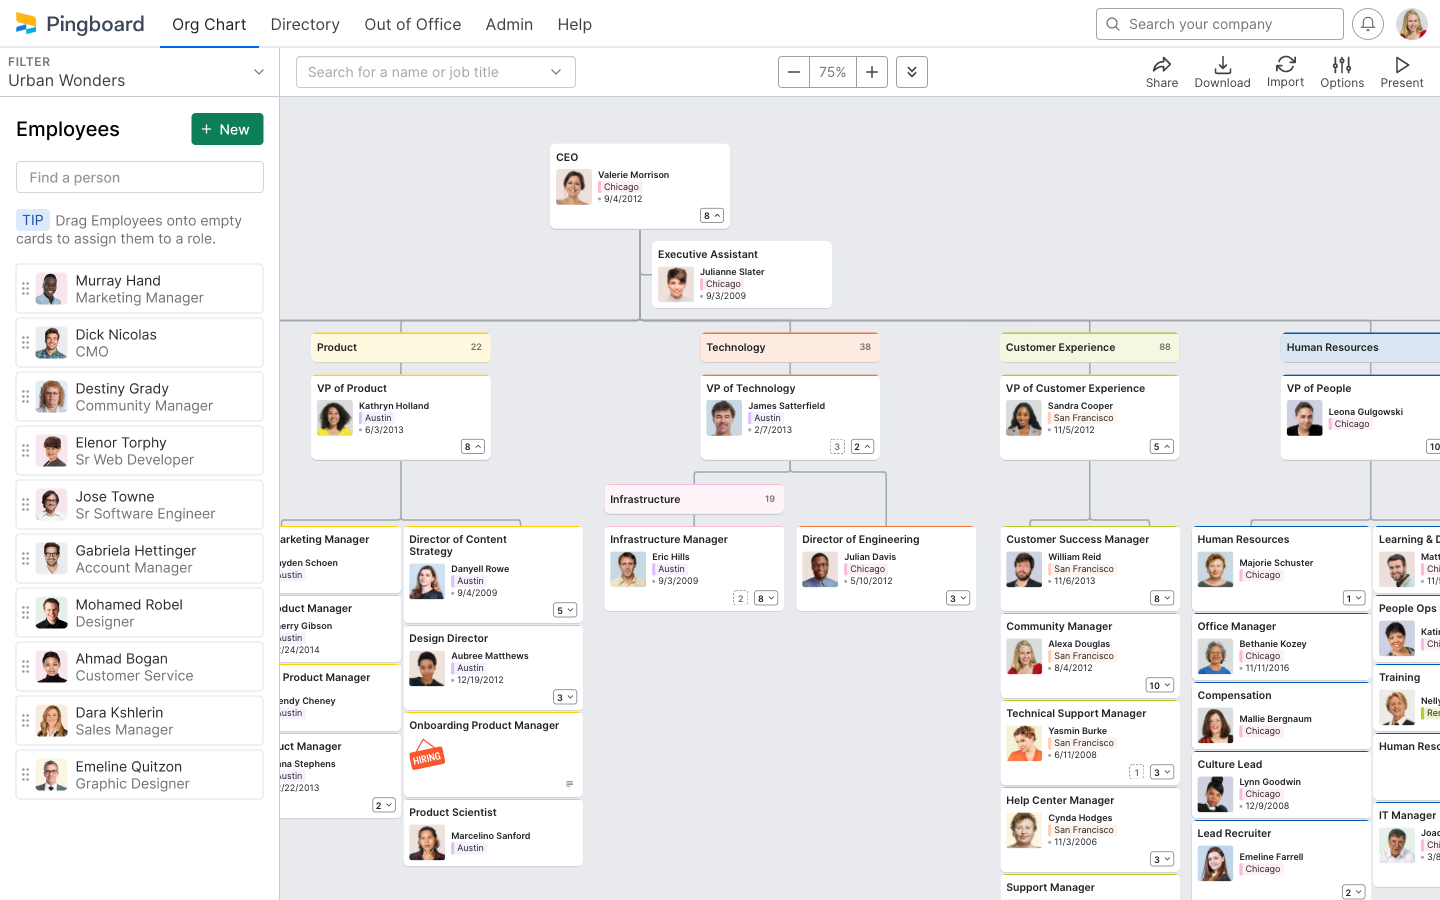 Pingboard
Org Chart
Directory
Out of Office
Admin
Help
Search your company
FILTER
Urban Wonders
Search for a name or job title
75%
Share
Download
Import
Options
Present
Employees
+ New
Find a person
TIP Drag Employees onto empty
cards to assign them to a role.
Murray Hand
Marketing Manager
Dick Nicolas
CMO
Destiny Grady
Community Manager
Elenor Torphy
Sr Web Developer
Jose Towne
Sr Software Engineer
Gabriela Hettinger
Account Manager
Mohamed Robel
Designer
Ahmad Bogan
Customer Service
Dara Kshlerin
Sales Manager
Emeline Quitzon
Graphic Designer
CEO
Valerie Morrison
Chicago
9/4/2012
8
Executive Assistant
Julianne Slater
Chicago
9/3/2009
Product 22
VP of Product
Kathryn Holland
Austin
6/3/2013
8
Technology 38
VP of Technology
James Satterfield
Austin
2/7/2013
3 2
Customer Experience 88
VP of Customer Experience
Sandra Cooper
San Francisco
11/5/2012
5
Human Resources
VP of People
Leona Gulgowski
Chicago
10
arketing Manager
yden Schoen
Austin
oduct Manager
erry Gibson
Austin
/24/2014
Product Manager
endy Cheney
Austin
uct Manager
na Stephens
Austin
/22/2013
2
Director of Content
Strategy
Danyell Rowe
Austin
9/4/2009
5
Design Director
Aubree Matthews
Austin
12/19/2012
3
Onboarding Product Manager
HIRING
Product Scientist
Marcelino Sanford
Austin
Infrastructure 19
Infrastructure Manager
Eric Hills
Austin
9/3/2009
2 8
Director of Engineering
Julian Davis
Chicago
5/10/2012
3
Customer Success Manager
William Reid
San Francisco
11/6/2013
8
Community Manager
Alexa Douglas
San Francisco
8/4/2012
10
Technical Support Manager
Yasmin Burke
San Francisco
6/11/2008
1 3
Help Center Manager
Cynda Hodges
San Francisco
11/3/2006
3
Support Manager
Human Resources
Majorie Schuster
Chicago
1
Office Manager
Bethanie Kozey
Chicago
11/11/2016
Compensation
Mallie Bergnaum
Chicago
Culture Lead
Lynn Goodwin
Chicago
12/9/2008
Lead Recruiter
Emeline Farrell
Chicago
2
Learning & D
Matt
Chi
11/
People Ops
Katin
Chi
Training
Nelly
Rem
Human Reso
IT Manager
Joac
Chi
3/8